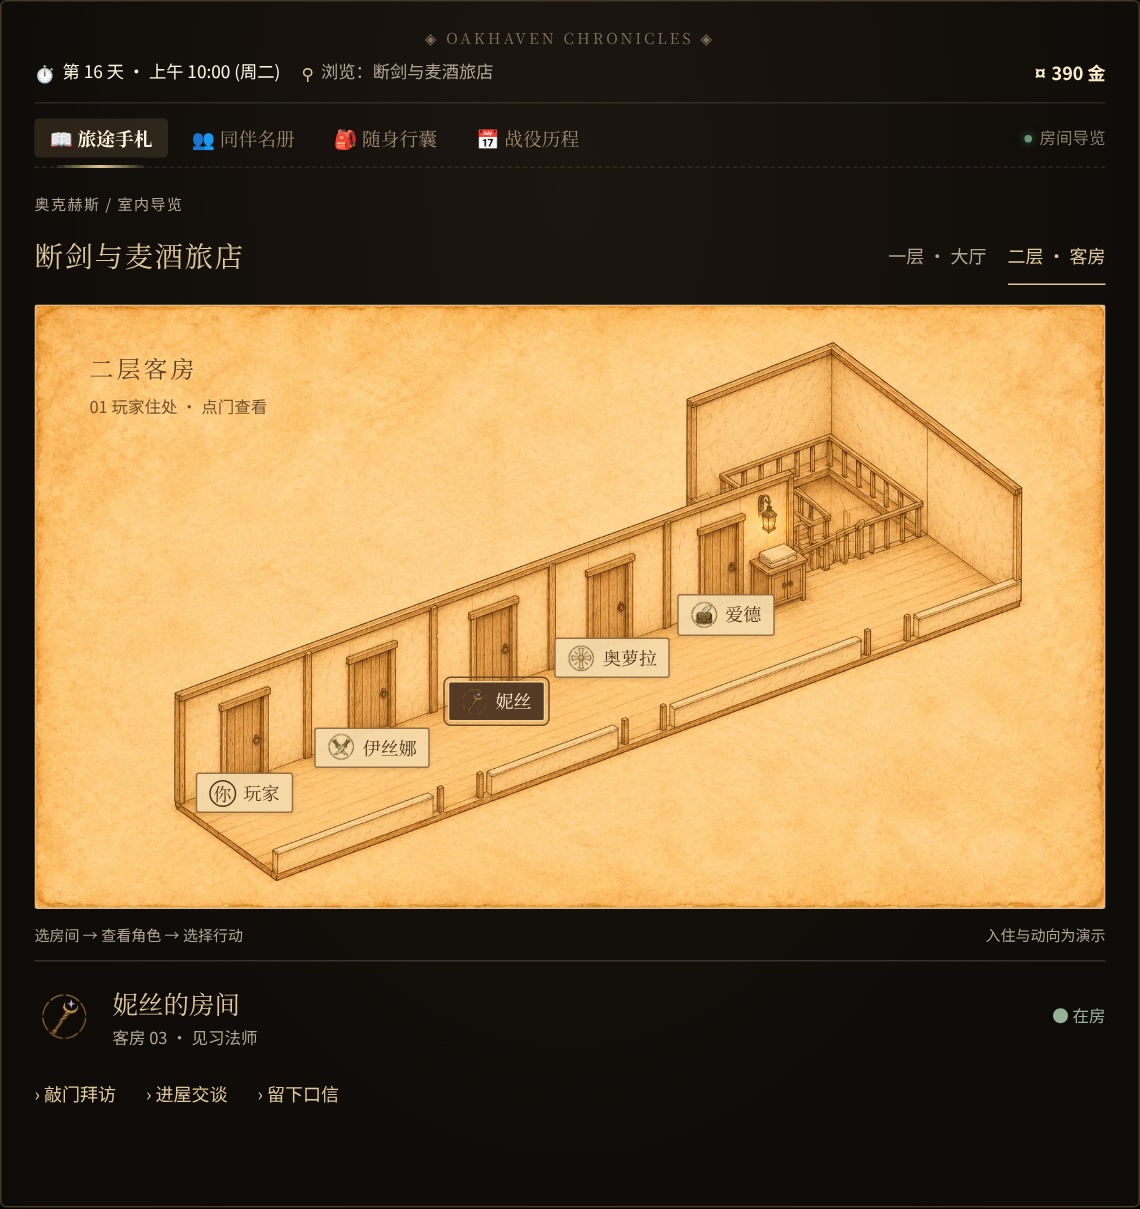 ◈ OAKHAVEN CHRONICLES ◈
第 16 天 · 上午 10:00 (周二) 浏览：断剑与麦酒旅店 ¤ 390 金
旅途手札 同伴名册 随身行囊 战役历程 房间导览
奥克赫斯 / 室内导览
断剑与麦酒旅店 一层 · 大厅 二层 · 客房
二层客房
01 玩家住处 · 点门查看
爱德
奥萝拉
妮丝
伊丝娜
你 玩家
选房间 → 查看角色 → 选择行动 入住与动向为演示
妮丝的房间
客房 03 · 见习法师 在房
› 敲门拜访 › 进屋交谈 › 留下口信